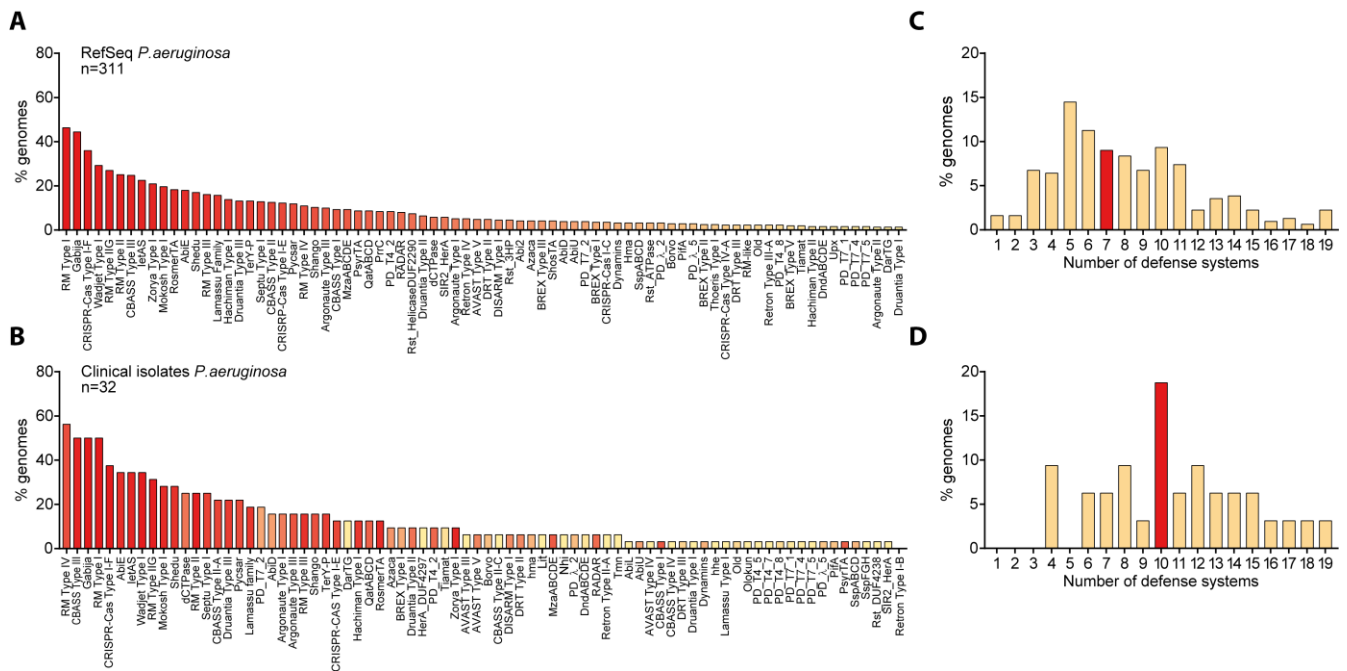 A
RefSeq P.aeruginosa
n=311
% genomes
80
60
40
20
0
RM Type I
Gabija
CRISPR-Cas Type I-F
Wadjet Type I
RM Type IIG
RM Type II
CBASS Type III
IetAS
Zorya Type I
Mokosh Type I
RosmerTA
AbiE
Shedu
RM Type III
Lamassu Family
Hachiman Type I
Druantia Type III
TerY-P
Septu Type I
CBASS Type II
CRISRP-Cas Type I-E
Pycsar
RM Type IV
Shango
Argonaute Type III
CBASS Type I
MzaABCDE
PsyrTA
QatABCD
PrrC
PD_T4_2
RADAR
Rst_HelicaseDUF2290
Druantia Type II
dCTPase
SIR2_HerA
Argonaute Type I
Retron Type IV
AVAST Type V
DRT Type II
DISARM Type I
Rst_3HP
Abi2
Azaca
BREX Type III
ShosTA
AbiD
AbiU
PD_T7_2
BREX Type I
CRISPR-Cas Type I-C
Dynamins
Hma
SspABCD
Rst_ATPase
PD_λ_2
Borvo
PifA
PD_λ_5
BREX Type II
Thoeris Type I
CRISPR-Cas Type IV-A
DRT Type III
RM-like
Old
Retron Type III-A
PD_T4_8
BREX Type V
Tiamat
Hachiman Type II
DndABCDE
Upx
PD_T7_4
PD_T7_5
Argonaute Type II
DarTG
Druantia Type I
B
Clinical isolates P.aeruginosa
n=32
% genomes
80
60
40
20
0
RM Type IV
CBASS Type III
Gabija
RM Type I
CRISPR-Cas Type I-F
AbiE
IetAS
Wadjet Type I
RM Type IIG
Mokosh Type I
Shedu
dCTPase
RM Type II
Septu Type I
CBASS Type II-A
Druantia Type III
Pycsar
Lamassu family
PD_T7_2
AbiD
Argonaute Type I
Argonaute Type III
RM Type III
Shango
TerY-P
CRISPR-CAS Type I-E
DarTG
Hachiman Type I
QatABCD
RosmerTA
Azaca
BREX Type I
Druantia Type II
HerA_DUF4297
PD_T4_2
Tiamat
Zorya Type I
AVAST Type III
AVAST Type V
Borvo
CBASS Type II-C
DISARM Type I
DRT Type II
hma
Lit
MzaABCDE
Nhi
PD_λ_2
DndABCDE
RADAR
Retron Type II-A
Tmn
AbiL
AbiU
AVAST Type IV
CBASS Type I
CBASS Type IV
DRT Type III
Druantia Type I
Dynamins
hhe
Lamassu Type I
Old
Olokun
PD_T4_5
PD_T4_7
PD_T4_8
PD_T7_1
PD_T7_4
PD_T7_5
PD_λ_5
PifA
PsyrTA
SspABCD
SspFGH
Rst_DUF4238
SIR2_HerA
Retron Type I-B
C
% genomes
20
15
10
5
0
1 2 3 4 5 6 7 8 9 10 11 12 13 14 15 16 17 18 19
Number of defense systems
D
% genomes
20
15
10
5
0
1 2 3 4 5 6 7 8 9 10 11 12 13 14 15 16 17 18 19
Number of defense systems